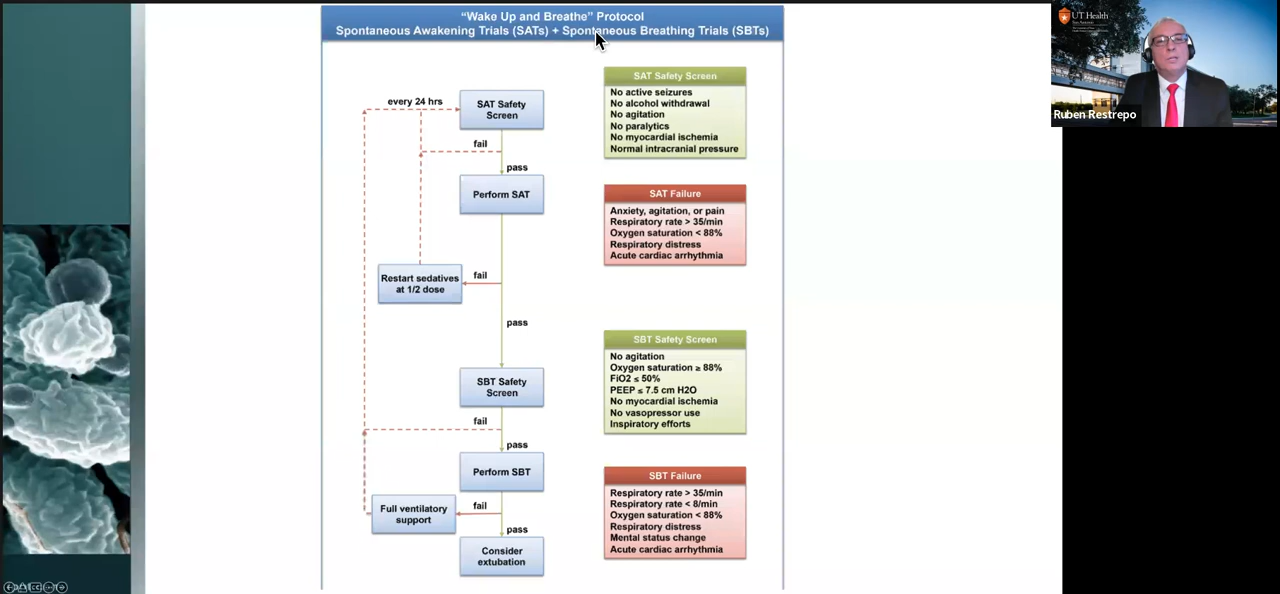 "Wake Up and Breathe" Protocol
Spontaneous Awakening Trials (SATs) + Spontaneous Breathing Trials (SBTs)
UT Health
Ruben Restrepo
every 24 hrs
SAT Safety
Screen
fail
pass
Perform SAT
Restart sedatives
at 1/2 dose
fail
pass
SBT Safety
Screen
fail
pass
Perform SBT
Full ventilatory
support
fail
pass
Consider
extubation
SAT Safety Screen
No active seizures
No alcohol withdrawal
No agitation
No paralytics
No myocardial ischemia
Normal intracranial pressure
SAT Failure
Anxiety, agitation, or pain
Respiratory rate > 35/min
Oxygen saturation < 88%
Respiratory distress
Acute cardiac arrhythmia
SBT Safety Screen
No agitation
Oxygen saturation ≥ 88%
FiO2 ≤ 50%
PEEP ≤ 7.5 cm H2O
No myocardial ischemia
No vasopressor use
Inspiratory efforts
SBT Failure
Respiratory rate > 35/min
Respiratory rate < 8/min
Oxygen saturation < 88%
Respiratory distress
Mental status change
Acute cardiac arrhythmia